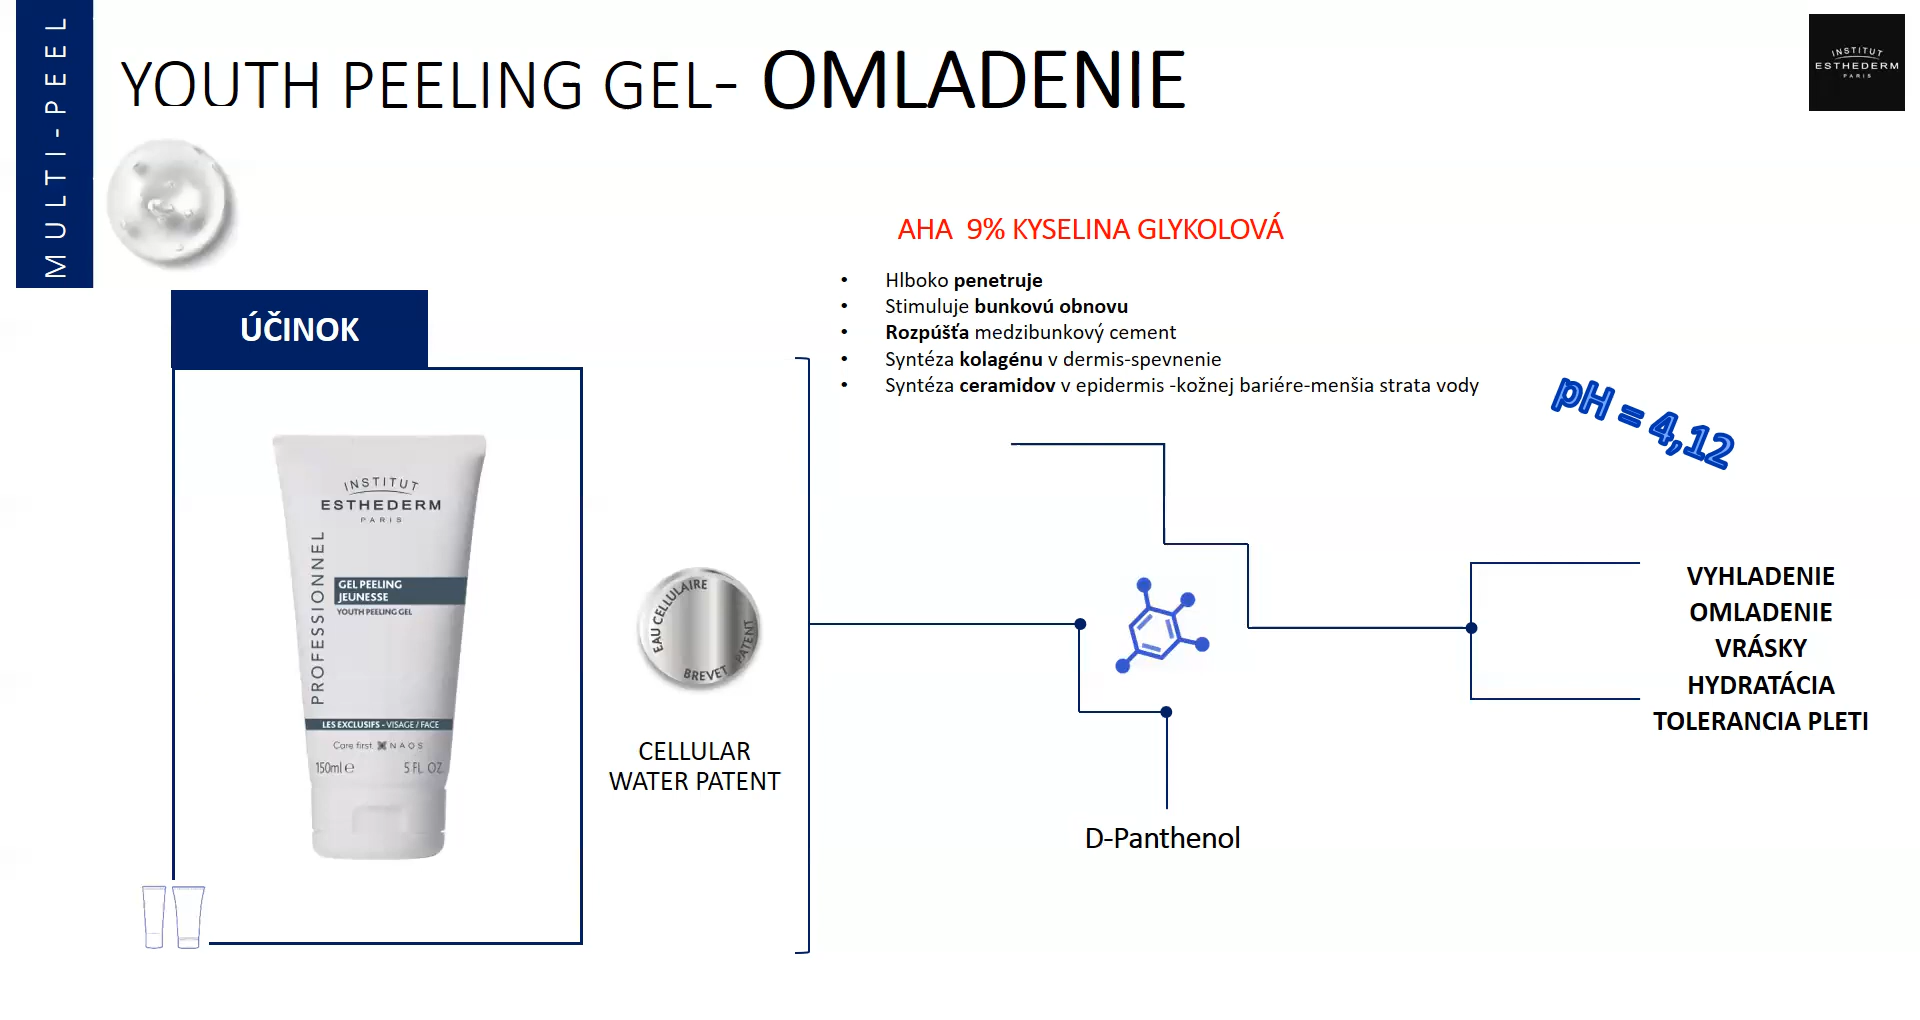 MULTI-PEEL
YOUTH PEELING GEL- OMLADENIE
INSTITUT
ESTHEDERM
PARIS
AHA 9% KYSELINA GLYKOLOVÁ
• Hlboko penetruje
• Stimuluje bunkovú obnovu
• Rozpúšťa medzibunkový cement
• Syntéza kolagénu v dermis-spevnenie
• Syntéza ceramidov v epidermis -kožnej bariére-menšia strata vody
pH = 4,12
ÚČINOK
INSTITUT
ESTHEDERM
PARIS
PROFESSIONNEL
GEL PEELING
JEUNESSE
YOUTH PEELING GEL
LES EXCLUSIFS - VISAGE / FACE
Care first. NAOS
150ml e 5 FL. OZ.
EAU CELLULAIRE
BREVET PATENT
CELLULAR
WATER PATENT
D-Panthenol
VYHLADENIE
OMLADENIE
VRÁSKY
HYDRATÁCIA
TOLERANCIA PLETI